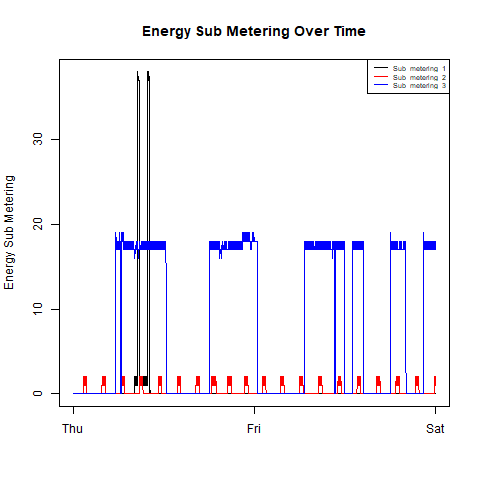 Energy Sub Metering Over Time
Sub_metering_1
Sub_metering_2
Sub_metering_3
Energy Sub Metering
30
20
10
0
Thu
Fri
Sat